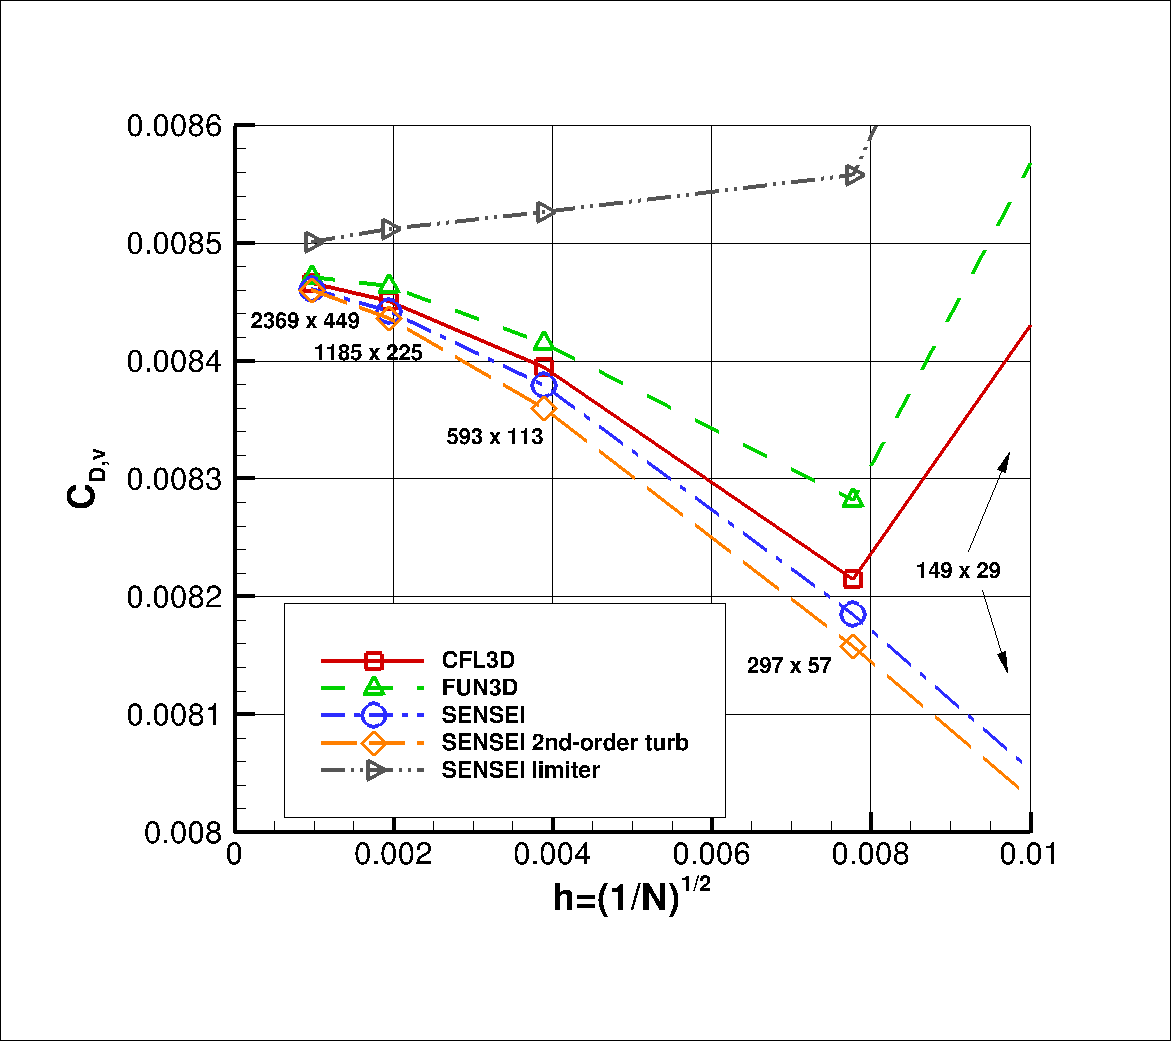 0.0086
0.0085
0.0084
0.0083
0.0082
0.0081
0.008
C_D,v
2369 x 449
1185 x 225
593 x 113
297 x 57
149 x 29
CFL3D
FUN3D
SENSEI
SENSEI 2nd-order turb
SENSEI limiter
0 0.002 0.004 0.006 0.008 0.01
h=(1/N)^1/2